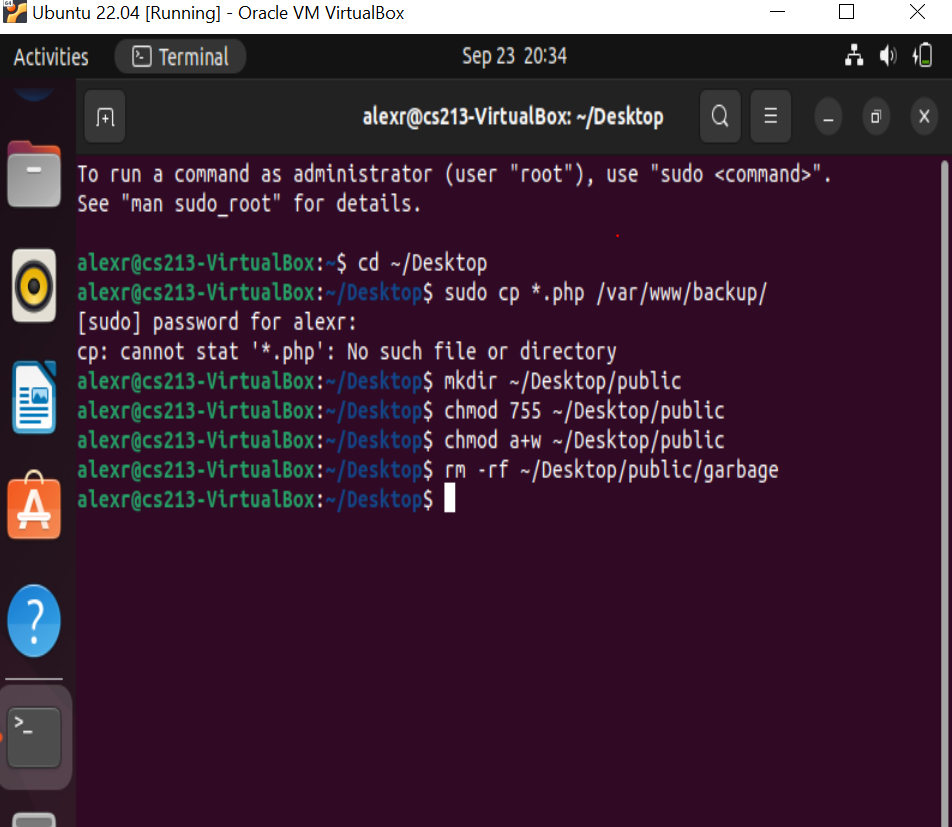 Ubuntu 22.04 [Running] - Oracle VM VirtualBox
Activities
Terminal
Sep 23 20:34
alexr@cs213-VirtualBox: ~/Desktop
To run a command as administrator (user "root"), use "sudo <command>".
See "man sudo_root" for details.
alexr@cs213-VirtualBox:~$ cd ~/Desktop
alexr@cs213-VirtualBox:~/Desktop$ sudo cp *.php /var/www/backup/
[sudo] password for alexr:
cp: cannot stat '*.php': No such file or directory
alexr@cs213-VirtualBox:~/Desktop$ mkdir ~/Desktop/public
alexr@cs213-VirtualBox:~/Desktop$ chmod 755 ~/Desktop/public
alexr@cs213-VirtualBox:~/Desktop$ chmod a+w ~/Desktop/public
alexr@cs213-VirtualBox:~/Desktop$ rm -rf ~/Desktop/public/garbage
alexr@cs213-VirtualBox:~/Desktop$